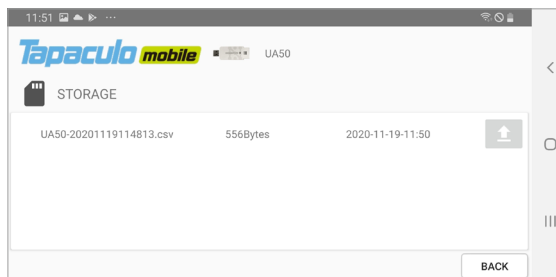 11:51
Tapaculo mobile UA50
STORAGE
UA50-20201119114813.csv 556Bytes 2020-11-19-11:50
BACK